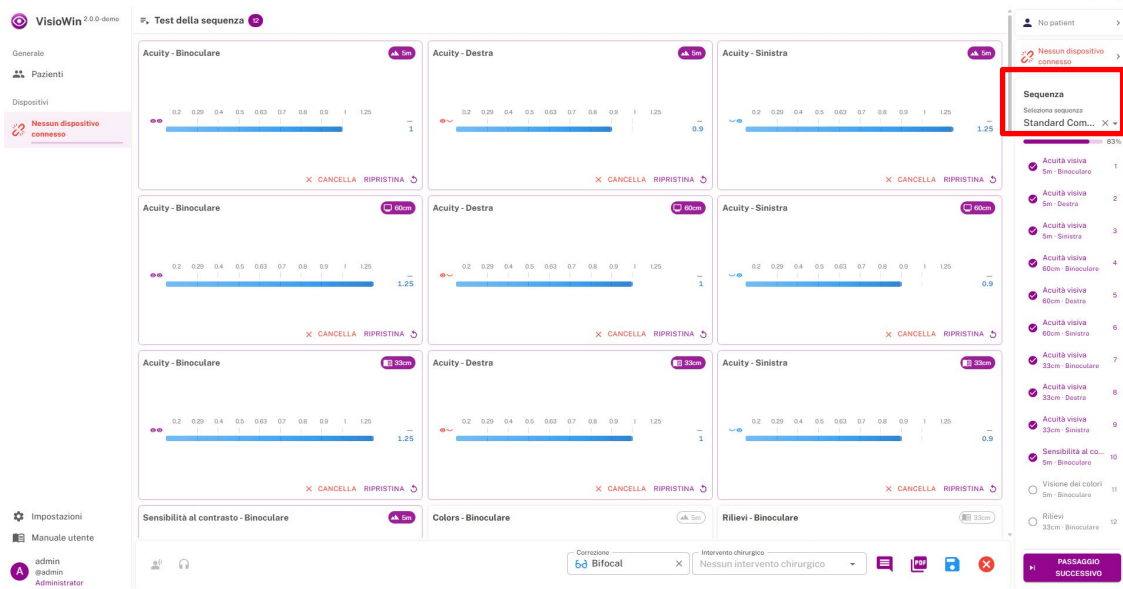 VisioWin 2.0.0-demo
Generale
Pazienti
Dispositivi
Nessun dispositivo
connesso
Impostazioni
Manuale utente
A
admin
@admin
Administrator
Test della sequenza 12
Acuity - Binoculare 5m
0.2 0.29 0.4 0.5 0.63 0.7 0.8 0.9 1 1.25
–
1
CANCELLA RIPRISTINA
Acuity - Destra 5m
0.2 0.29 0.4 0.5 0.63 0.7 0.8 0.9 1 1.25
–
0.9
CANCELLA RIPRISTINA
Acuity - Sinistra 5m
0.2 0.29 0.4 0.5 0.63 0.7 0.8 0.9 1 1.25
–
1.25
CANCELLA RIPRISTINA
Acuity - Binoculare 60cm
0.2 0.29 0.4 0.5 0.63 0.7 0.8 0.9 1 1.25
–
1.25
CANCELLA RIPRISTINA
Acuity - Destra 60cm
0.2 0.29 0.4 0.5 0.63 0.7 0.8 0.9 1 1.25
–
1
CANCELLA RIPRISTINA
Acuity - Sinistra 60cm
0.2 0.29 0.4 0.5 0.63 0.7 0.8 0.9 1 1.25
–
0.9
CANCELLA RIPRISTINA
Acuity - Binoculare 33cm
0.2 0.29 0.4 0.5 0.63 0.7 0.8 0.9 1 1.25
–
1.25
CANCELLA RIPRISTINA
Acuity - Destra 33cm
0.2 0.29 0.4 0.5 0.63 0.7 0.8 0.9 1 1.25
–
1
CANCELLA RIPRISTINA
Acuity - Sinistra 33cm
0.2 0.29 0.4 0.5 0.63 0.7 0.8 0.9 1 1.25
–
0.9
CANCELLA RIPRISTINA
Sensibilità al contrasto - Binoculare 5m
Colors - Binoculare 5m
Rilievi - Binoculare 33cm
Correzione
Bifocal
Intervento chirurgico
Nessun intervento chirurgico
PDF
No patient
Nessun dispositivo
connesso
Sequenza
Seleziona sequenza
Standard Com...
83%
Acuità visiva 1
5m - Binoculare
Acuità visiva 2
5m - Destra
Acuità visiva 3
5m - Sinistra
Acuità visiva 4
60cm - Binoculare
Acuità visiva 5
60cm - Destra
Acuità visiva 6
60cm - Sinistra
Acuità visiva 7
33cm - Binoculare
Acuità visiva 8
33cm - Destra
Acuità visiva 9
33cm - Sinistra
Sensibilità al co... 10
5m - Binoculare
Visione dei colori 11
5m - Binoculare
Rilievi 12
33cm - Binoculare
PASSAGGIO
SUCCESSIVO